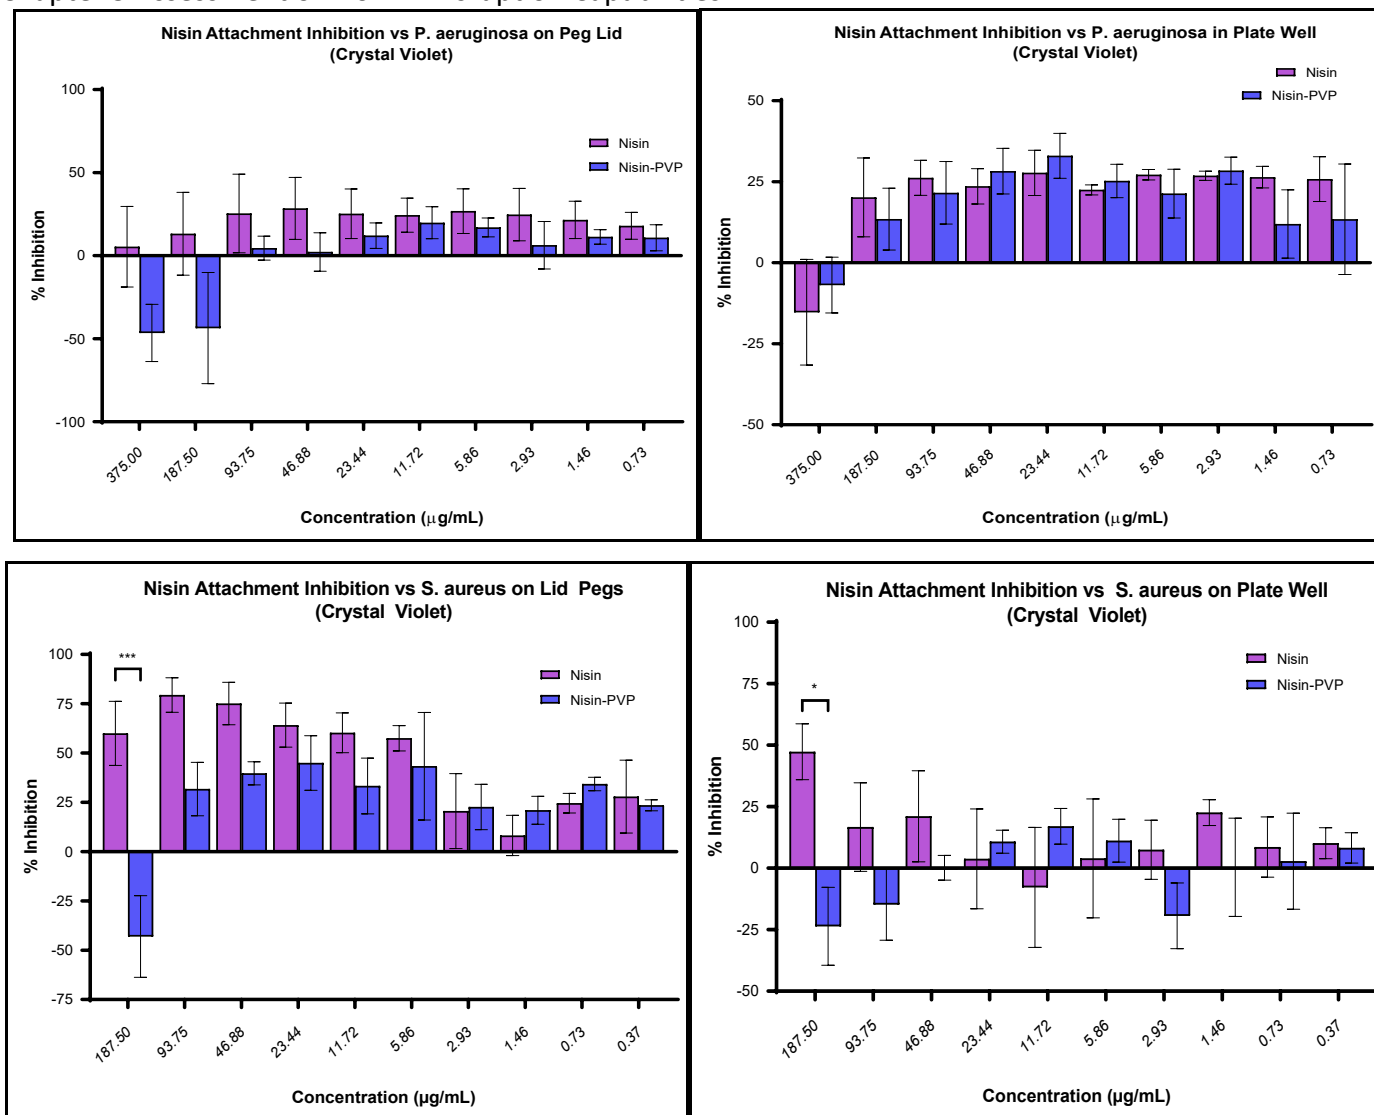 Nisin Attachment Inhibition vs P. aeruginosa on Peg Lid
(Crystal Violet)
100
50
0
-50
-100
% Inhibition
Nisin
Nisin-PVP
375.00
187.50
93.75
46.88
23.44
11.72
5.86
2.93
1.46
0.73
Concentration (μg/mL)
Nisin Attachment Inhibition vs P. aeruginosa in Plate Well
(Crystal Violet)
Nisin
Nisin-PVP
50
25
0
-25
-50
% Inhibition
375.00
187.50
93.75
46.88
23.44
11.72
5.86
2.93
1.46
0.73
Concentration (μg/mL)
Nisin Attachment Inhibition vs S. aureus on Lid Pegs
(Crystal Violet)
100
75
50
25
0
-25
-50
-75
% Inhibition
***
Nisin
Nisin-PVP
187.50
93.75
46.88
23.44
11.72
5.86
2.93
1.46
0.73
0.37
Concentration (µg/mL)
Nisin Attachment Inhibition vs S. aureus on Plate Well
(Crystal Violet)
100
75
50
25
0
-25
-50
% Inhibition
*
Nisin
Nisin-PVP
187.50
93.75
46.88
23.44
11.72
5.86
2.93
1.46
0.73
0.37
Concentration (µg/mL)